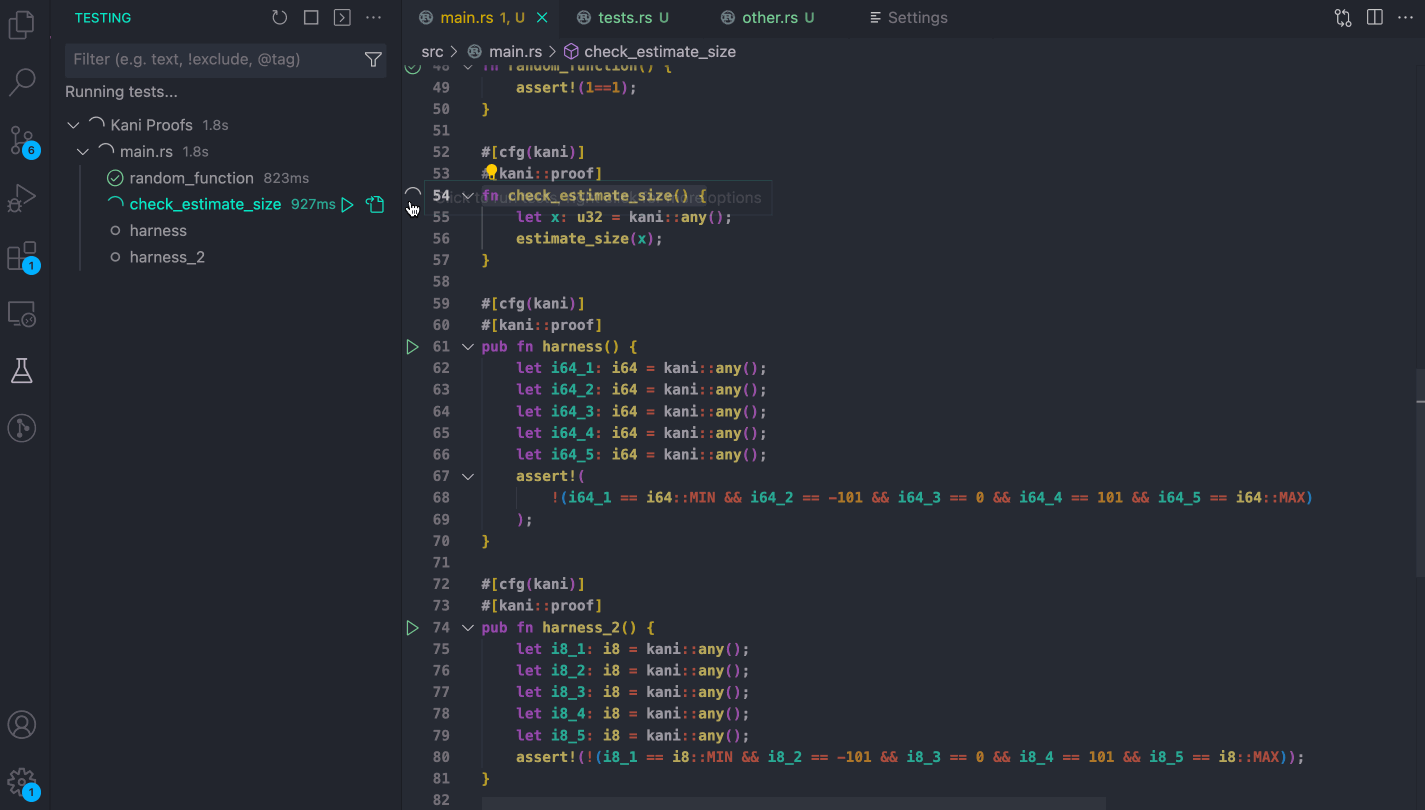 TESTING
main.rs 1, U
tests.rs U
other.rs U
Settings
Filter (e.g. text, !exclude, @tag)
src > main.rs > check_estimate_size
Running tests...
Kani Proofs 1.8s
main.rs 1.8s
random_function 823ms
check_estimate_size 927ms
harness
harness_2
6
1
1
48 fn random_function() {
49 assert!(1==1);
50 }
51
52 #[cfg(kani)]
53 #[kani::proof]
54 fn check_estimate_size() {
options
55 let x: u32 = kani::any();
56 estimate_size(x);
57 }
58
59 #[cfg(kani)]
60 #[kani::proof]
61 pub fn harness() {
62 let i64_1: i64 = kani::any();
63 let i64_2: i64 = kani::any();
64 let i64_3: i64 = kani::any();
65 let i64_4: i64 = kani::any();
66 let i64_5: i64 = kani::any();
67 assert!(
68 !(i64_1 == i64::MIN && i64_2 == -101 && i64_3 == 0 && i64_4 == 101 && i64_5 == i64::MAX)
69 );
70 }
71
72 #[cfg(kani)]
73 #[kani::proof]
74 pub fn harness_2() {
75 let i8_1: i8 = kani::any();
76 let i8_2: i8 = kani::any();
77 let i8_3: i8 = kani::any();
78 let i8_4: i8 = kani::any();
79 let i8_5: i8 = kani::any();
80 assert!(!(i8_1 == i8::MIN && i8_2 == -101 && i8_3 == 0 && i8_4 == 101 && i8_5 == i8::MAX));
81 }
82